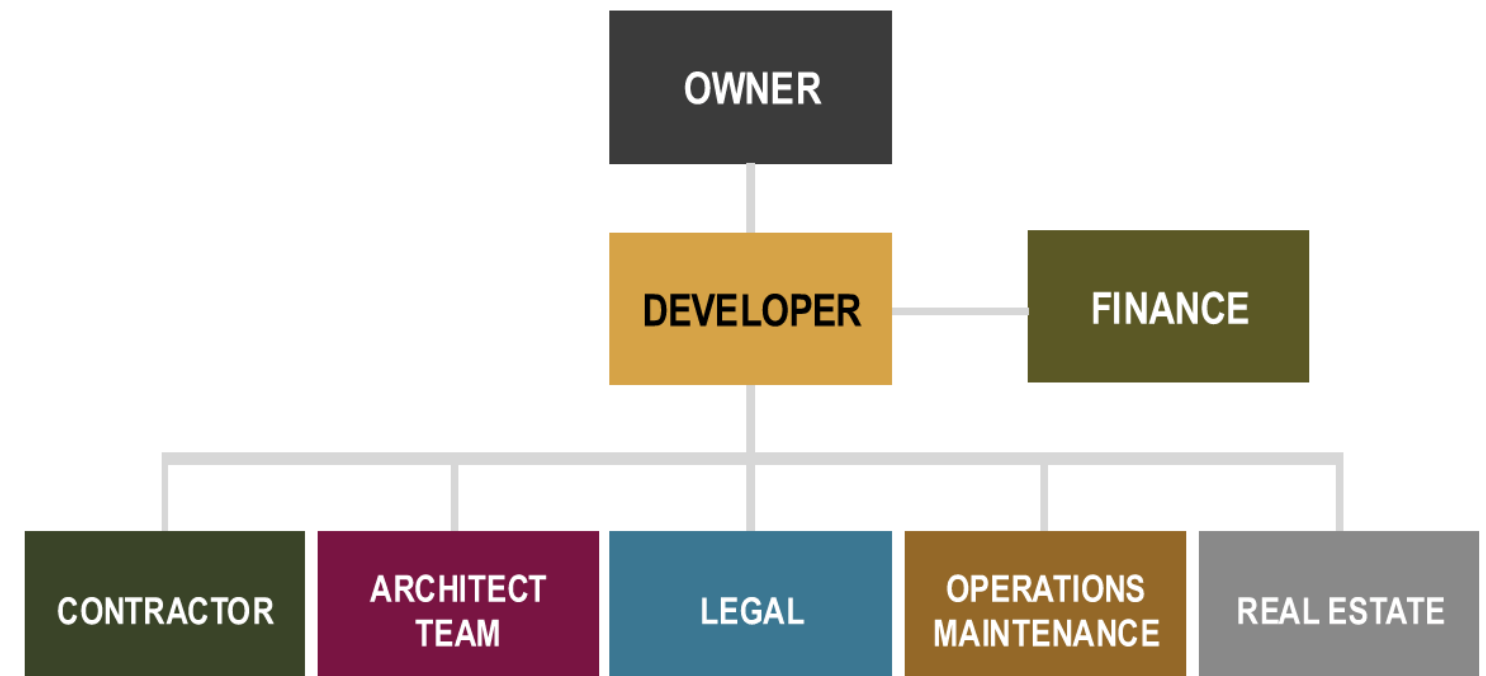 OWNER
DEVELOPER
FINANCE
CONTRACTOR
ARCHITECT
TEAM
LEGAL
OPERATIONS
MAINTENANCE
REAL ESTATE